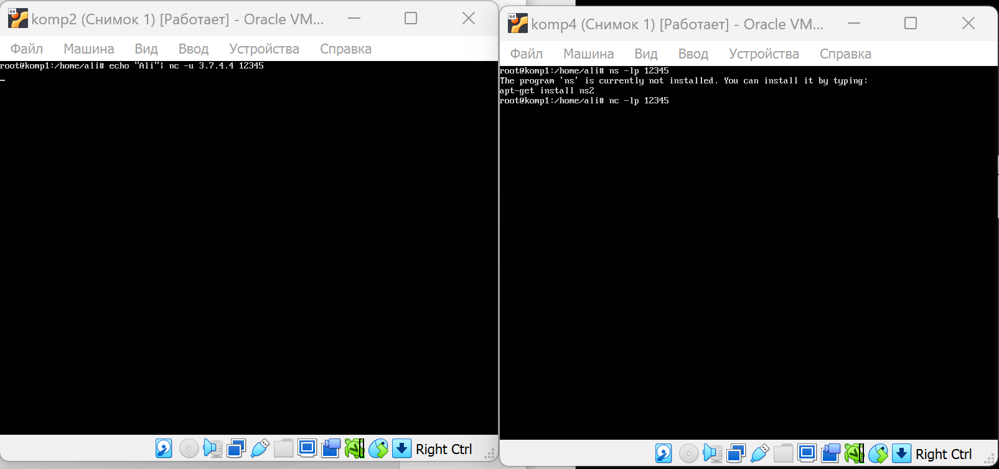 64
komp2 (Снимок 1) [Работает] - Oracle VM...
Файл Машина Вид Ввод Устройства Справка
root@komp1:/home/ali# echo "Ali"| nc -u 3.7.4.4 12345
Right Ctrl
64
komp4 (Снимок 1) [Работает] - Oracle VM...
Файл Машина Вид Ввод Устройства Справка
root@komp1:/home/ali# ns -lp 12345
The program 'ns' is currently not installed. You can install it by typing:
apt-get install ns2
root@komp1:/home/ali# nc -lp 12345
Right Ctrl